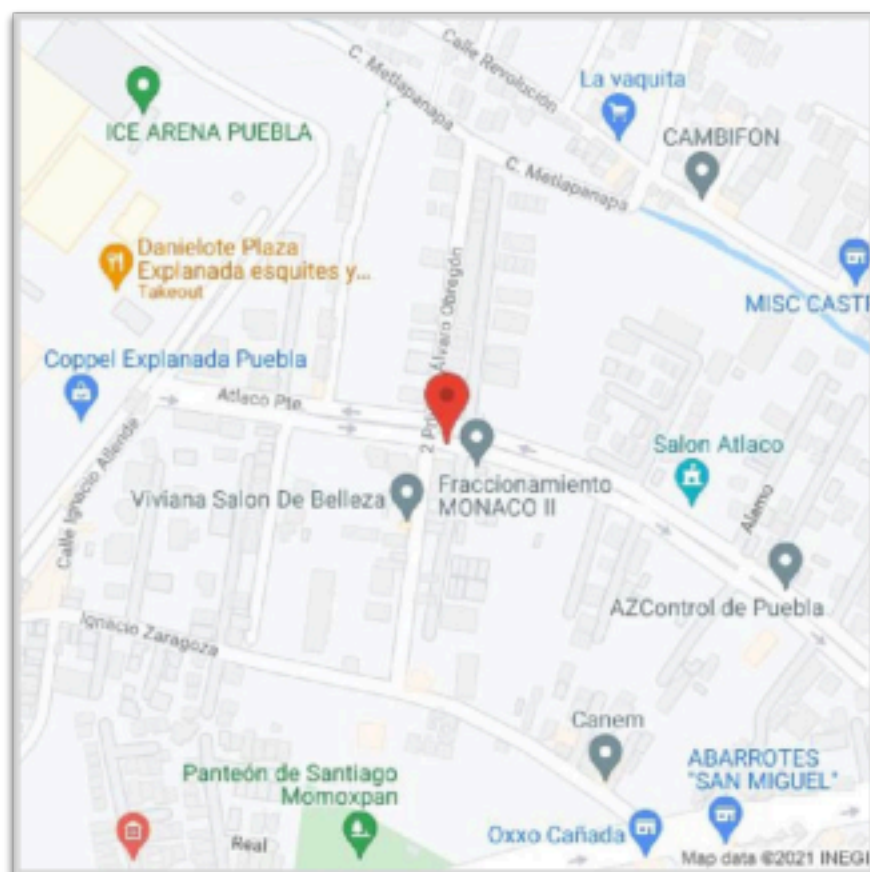 Calle Revolución
C. Metlapanapa
La vaquita
ICE ARENA PUEBLA
CAMBIFON
C. Metlapanapa
Danielote Plaza
Explanada esquites y...
Takeout
Álvaro Obregón
MISC CASTI
Coppel Explanada Puebla
Atlaco Pte.
2 Pri
Calle Ignacio Allende
Salon Atlaco
Viviana Salon De Belleza
Fraccionamiento
MONACO II
Alamo
AZControl de Puebla
Ignacio Zaragoza
Canem
Panteón de Santiago
Momoxpan
ABARROTES
"SAN MIGUEL"
Real
Oxxo Cañada
Map data ©2021 INEGI